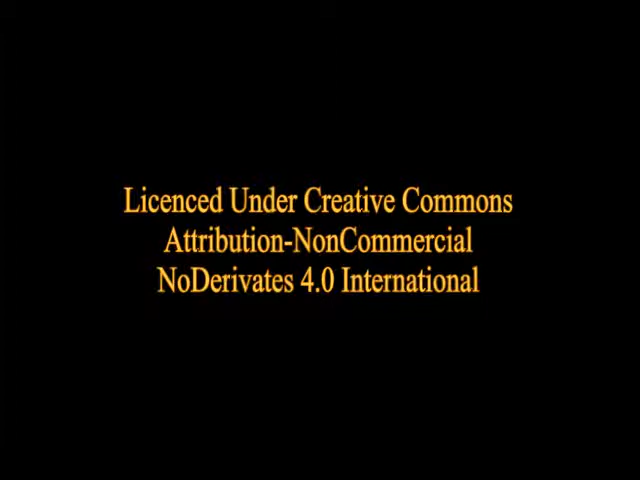 Licenced Under Creative Commons
Attribution-NonCommercial
NoDerivates 4.0 International